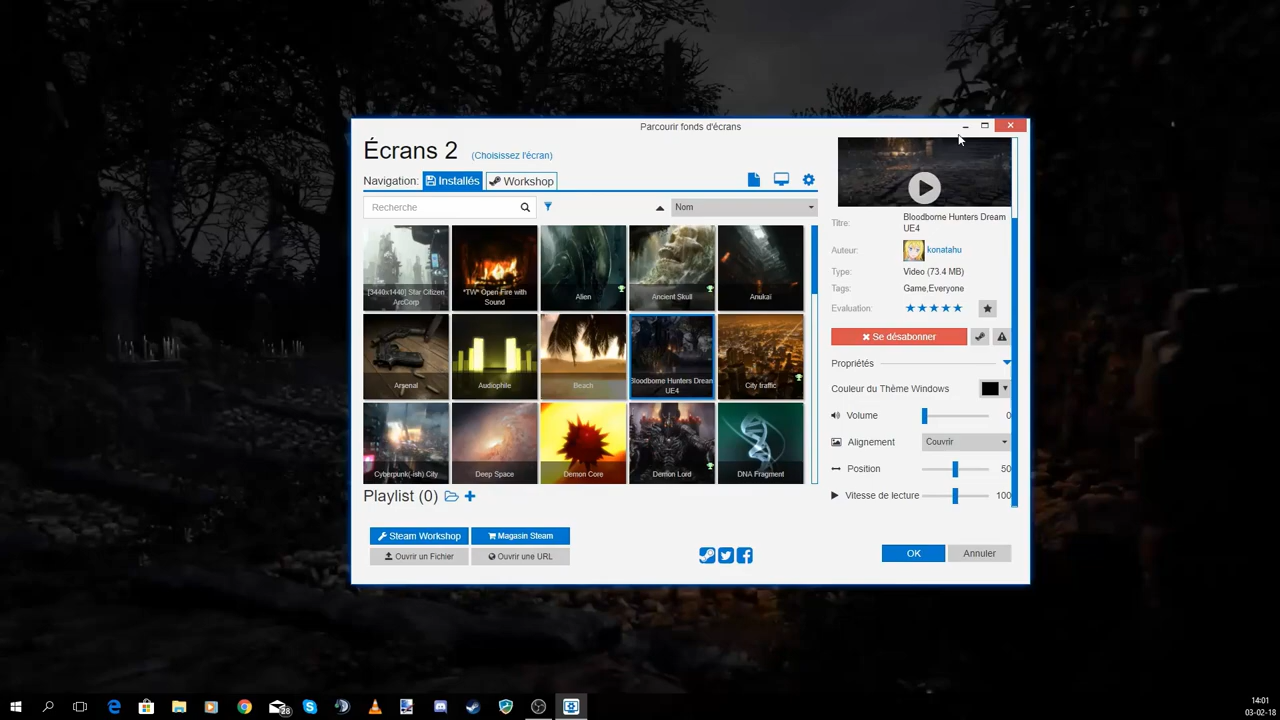 Parcourir fonds d'écrans
Écrans 2 (Choisissez l'écran)
Navigation: Installés Workshop
Recherche
Nom
[3440x1440] Star Citizen
ArcCorp
*TW* Open Fire with
Sound
Alien
Ancient Skull
Anukai
Arsenal
Audiophile
Beach
Bloodborne Hunters Dream
UE4
City traffic
Cyberpunk(-ish) City
Deep Space
Demon Core
Demon Lord
DNA Fragment
Playlist (0)
Steam Workshop
Magasin Steam
Ouvrir un Fichier
Ouvrir une URL
Titre: Bloodborne Hunters Dream
UE4
Auteur: konatahu
Type: Video (73.4 MB)
Tags: Game,Everyone
Evaluation:
Se désabonner
Propriétés
Couleur du Thème Windows
Volume 0
Alignement Couvrir
Position 50
Vitesse de lecture 100
OK Annuler
28
14:01
03-02-18